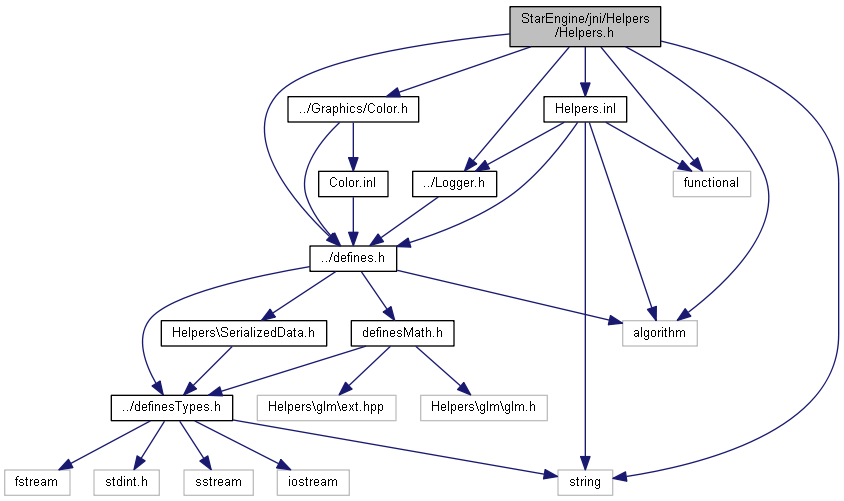 StarEngine/jni/Helpers
/Helpers.h
../Graphics/Color.h
Helpers.inl
Color.inl
../Logger.h
functional
../defines.h
Helpers\SerializedData.h
definesMath.h
algorithm
../definesTypes.h
Helpers\glm\ext.hpp
Helpers\glm\glm.h
fstream
stdint.h
sstream
iostream
string